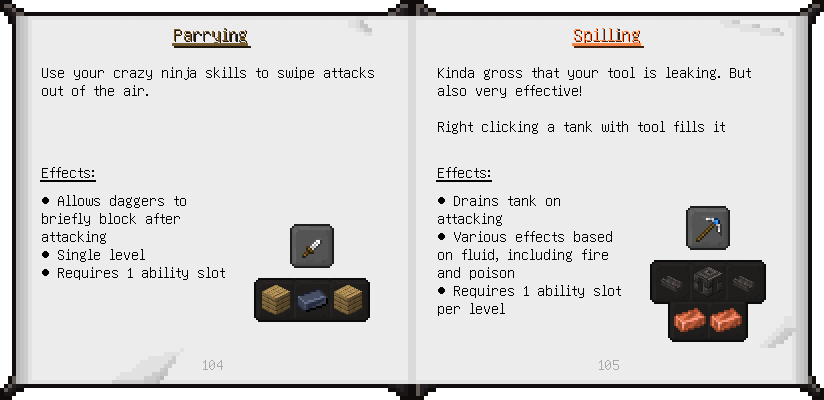 Parrying
Use your crazy ninja skills to swipe attacks
out of the air.
Effects:
• Allows daggers to
briefly block after
attacking
• Single level
• Requires 1 ability slot
104
Spilling
Kinda gross that your tool is leaking. But
also very effective!
Right clicking a tank with tool fills it
Effects:
• Drains tank on
attacking
• Various effects based
on fluid, including fire
and poison
• Requires 1 ability slot
per level
105